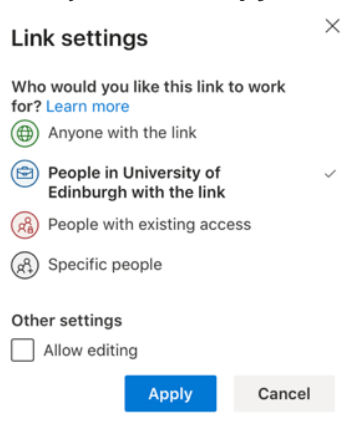 Link settings
Who would you like this link to work
for? Learn more
Anyone with the link
People in University of
Edinburgh with the link
People with existing access
Specific people
Other settings
Allow editing
Apply Cancel